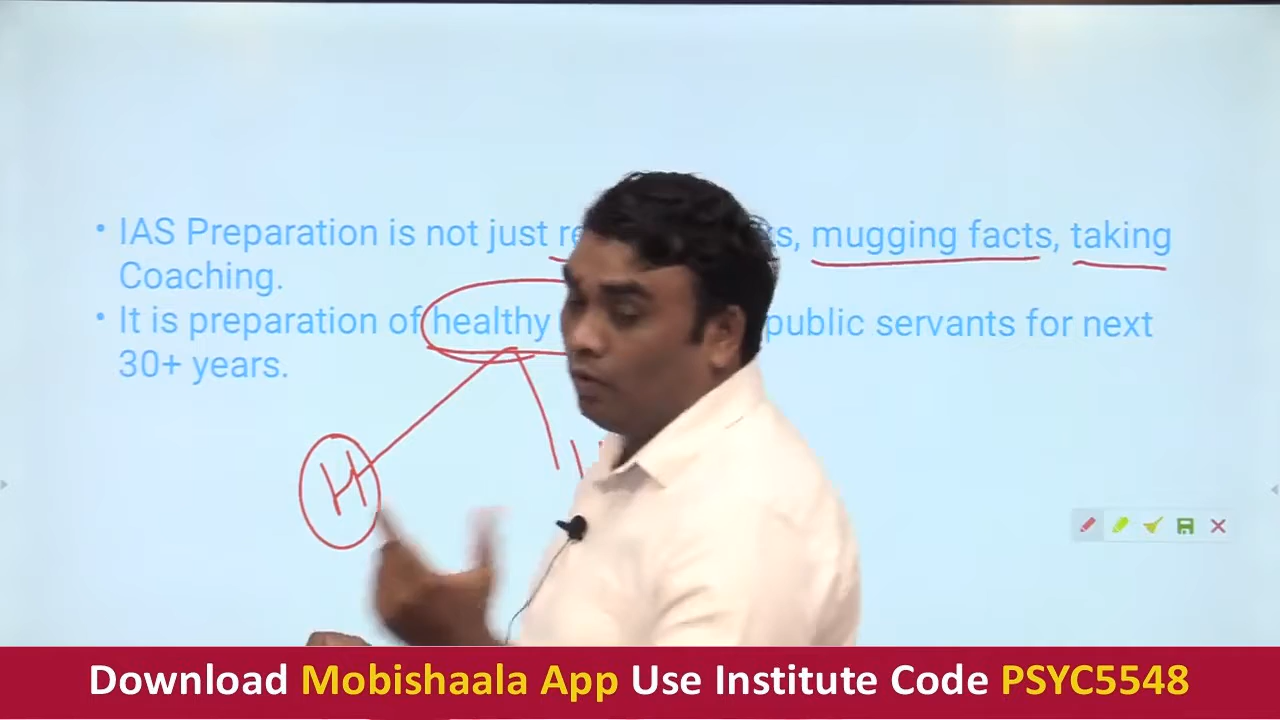 • IAS Preparation is not just mugging facts, taking
Coaching.
• It is preparation of healthy public servants for next
30+ years.
H
Download Mobishaala App Use Institute Code PSYC5548